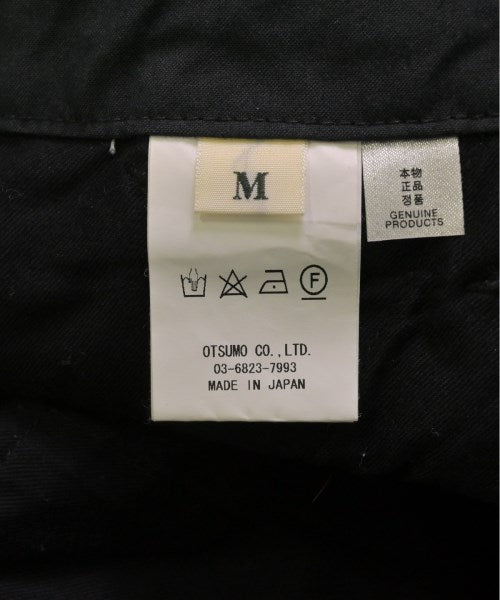 M
本物
正品
정품
GENUINE
PRODUCTS
F
OTSUMO CO.,LTD.
03-6823-7993
MADE IN JAPAN